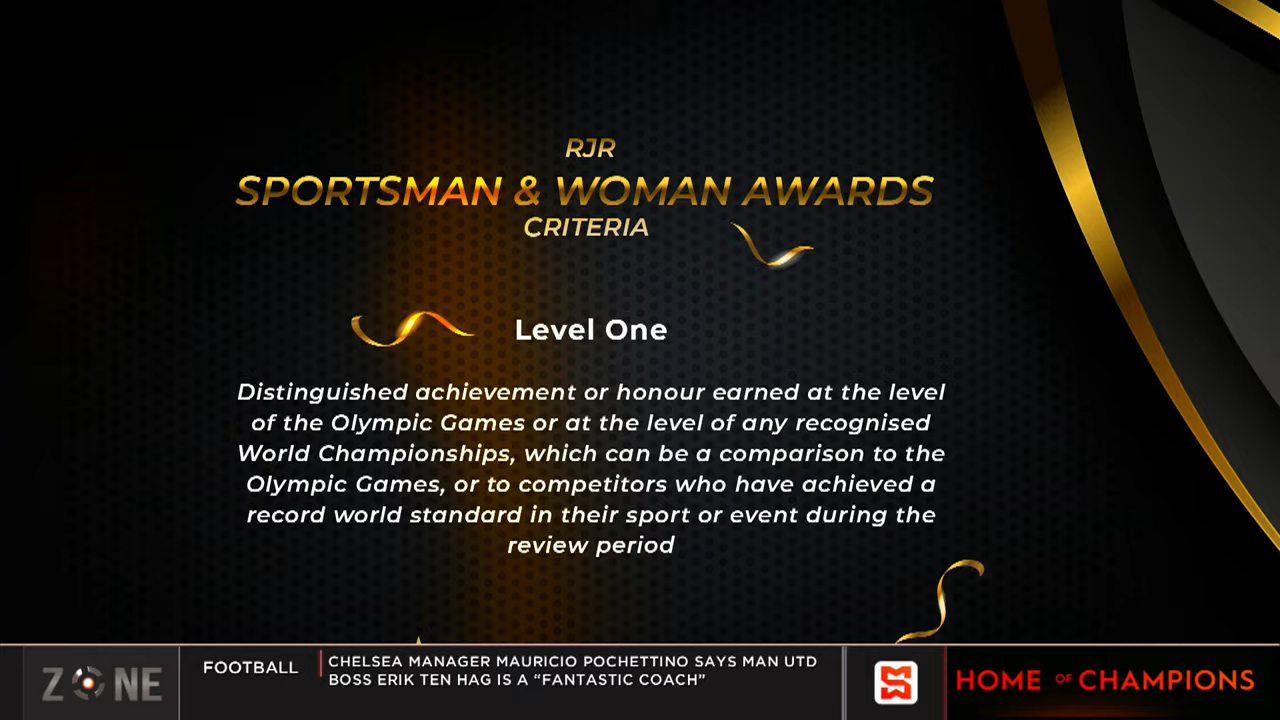 RJR
SPORTSMAN & WOMAN AWARDS
CRITERIA
Level One
Distinguished achievement or honour earned at the level
of the Olympic Games or at the level of any recognised
World Championships, which can be a comparison to the
Olympic Games, or to competitors who have achieved a
record world standard in their sport or event during the
review period
ZONE
FOOTBALL
CHELSEA MANAGER MAURICIO POCHETTINO SAYS MAN UTD
BOSS ERIK TEN HAG IS A “FANTASTIC COACH”
HOME OF CHAMPIONS